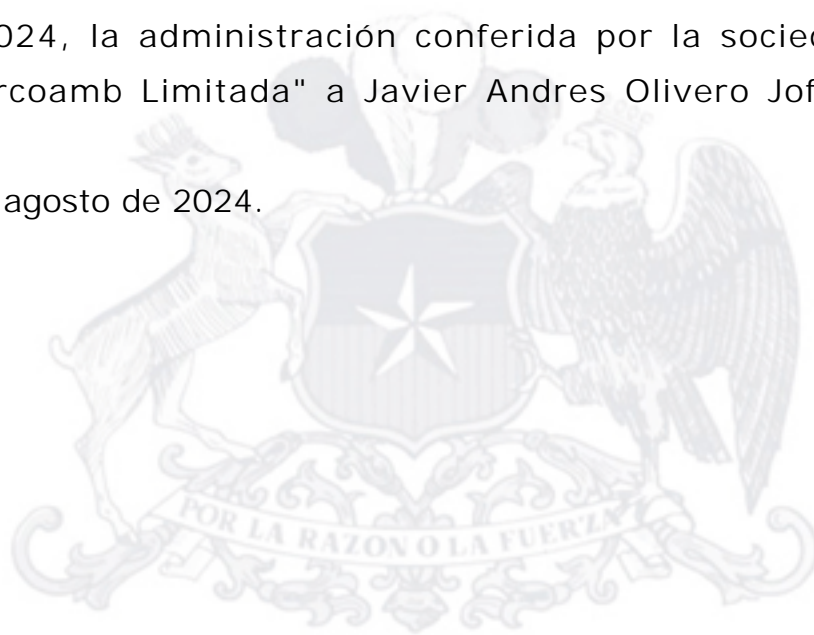 024, la administración conferida por la socied
rcoamb Limitada" a Javier Andres Olivero Jof
agosto de 2024.
POR LA RAZON O LA FUERZA